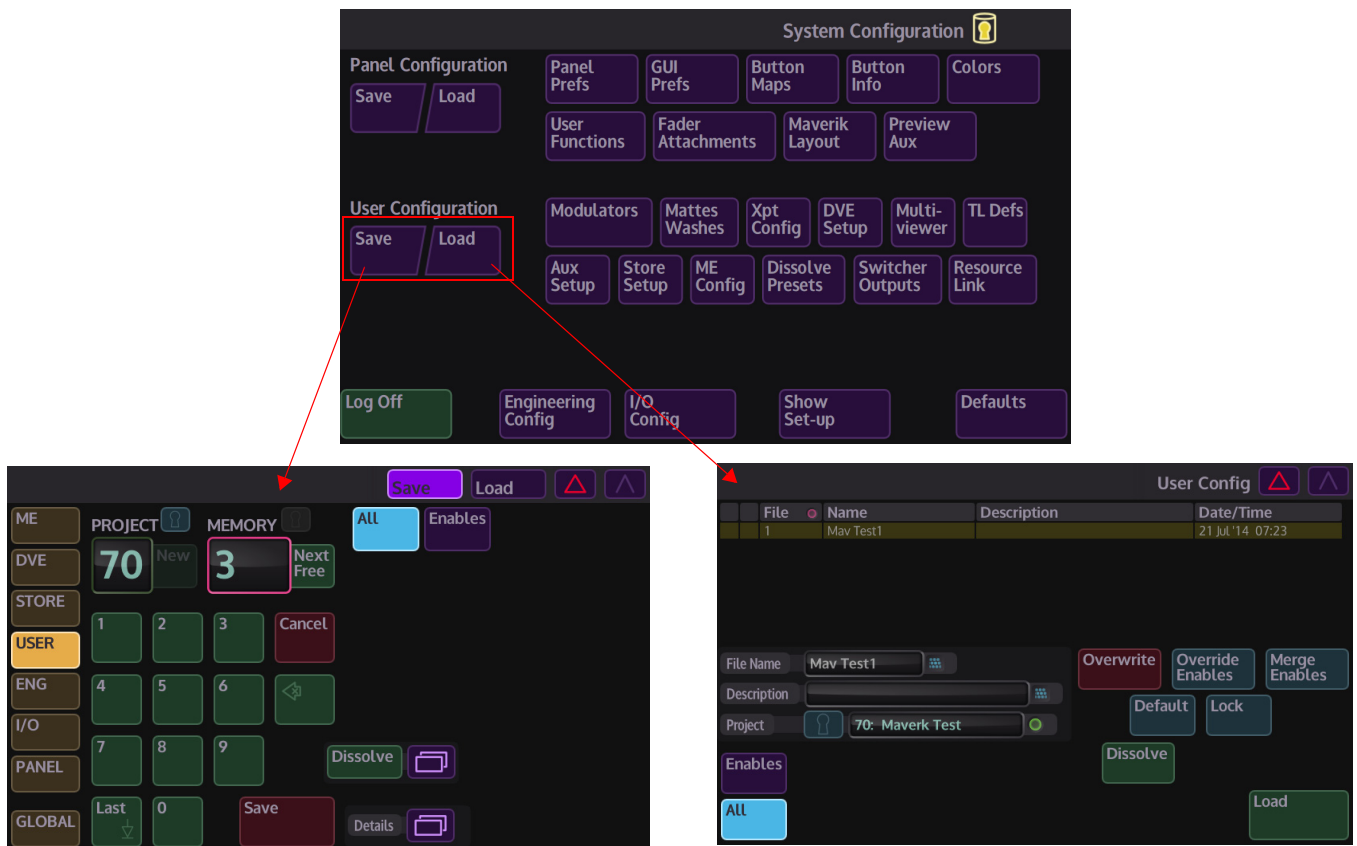 System Configuration
Panel Configuration
Save Load
Panel Prefs
GUI Prefs
Button Maps
Button Info
Colors
User Functions
Fader Attachments
Maverik Layout
Preview Aux
User Configuration
Save Load
Modulators
Mattes Washes
Xpt Config
DVE Setup
Multi-viewer
TL Defs
Aux Setup
Store Setup
ME Config
Dissolve Presets
Switcher Outputs
Resource Link
Log Off
Engineering Config
I/O Config
Show Set-up
Defaults
Save Load
ME
DVE
STORE
USER
ENG
I/O
PANEL
GLOBAL
PROJECT MEMORY
70 New 3 Next Free
All Enables
1 2 3 Cancel
4 5 6
7 8 9
Last 0 Save
Dissolve
Details
User Config
File Name Description Date/Time
1 Mav Test1 21 Jul '14 07:23
File Name Mav Test1
Description
Project 70: Maverk Test
Enables
All
Overwrite
Override Enables
Merge Enables
Default Lock
Dissolve
Load